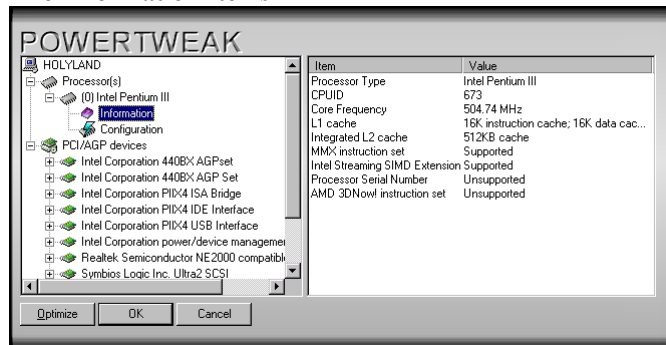 POWERTWEAK
HOLYLAND
Processor(s)
(0) Intel Pentium III
Information
Configuration
PCI/AGP devices
Intel Corporation 440BX AGPset
Intel Corporation 440BX AGP Set
Intel Corporation PIIX4 ISA Bridge
Intel Corporation PIIX4 IDE Interface
Intel Corporation PIIX4 USB Interface
Intel Corporation power/device managemen
Realtek Semiconductor NE2000 compatibl
Symbios Logic Inc. Ultra2 SCSI
Item Value
Processor Type Intel Pentium III
CPUID 673
Core Frequency 504.74 MHz
L1 cache 16K instruction cache; 16K data cac...
Integrated L2 cache 512KB cache
MMX instruction set Supported
Intel Streaming SIMD Extension Supported
Processor Serial Number Unsupported
AMD 3DNow! instruction set Unsupported
Optimize OK Cancel